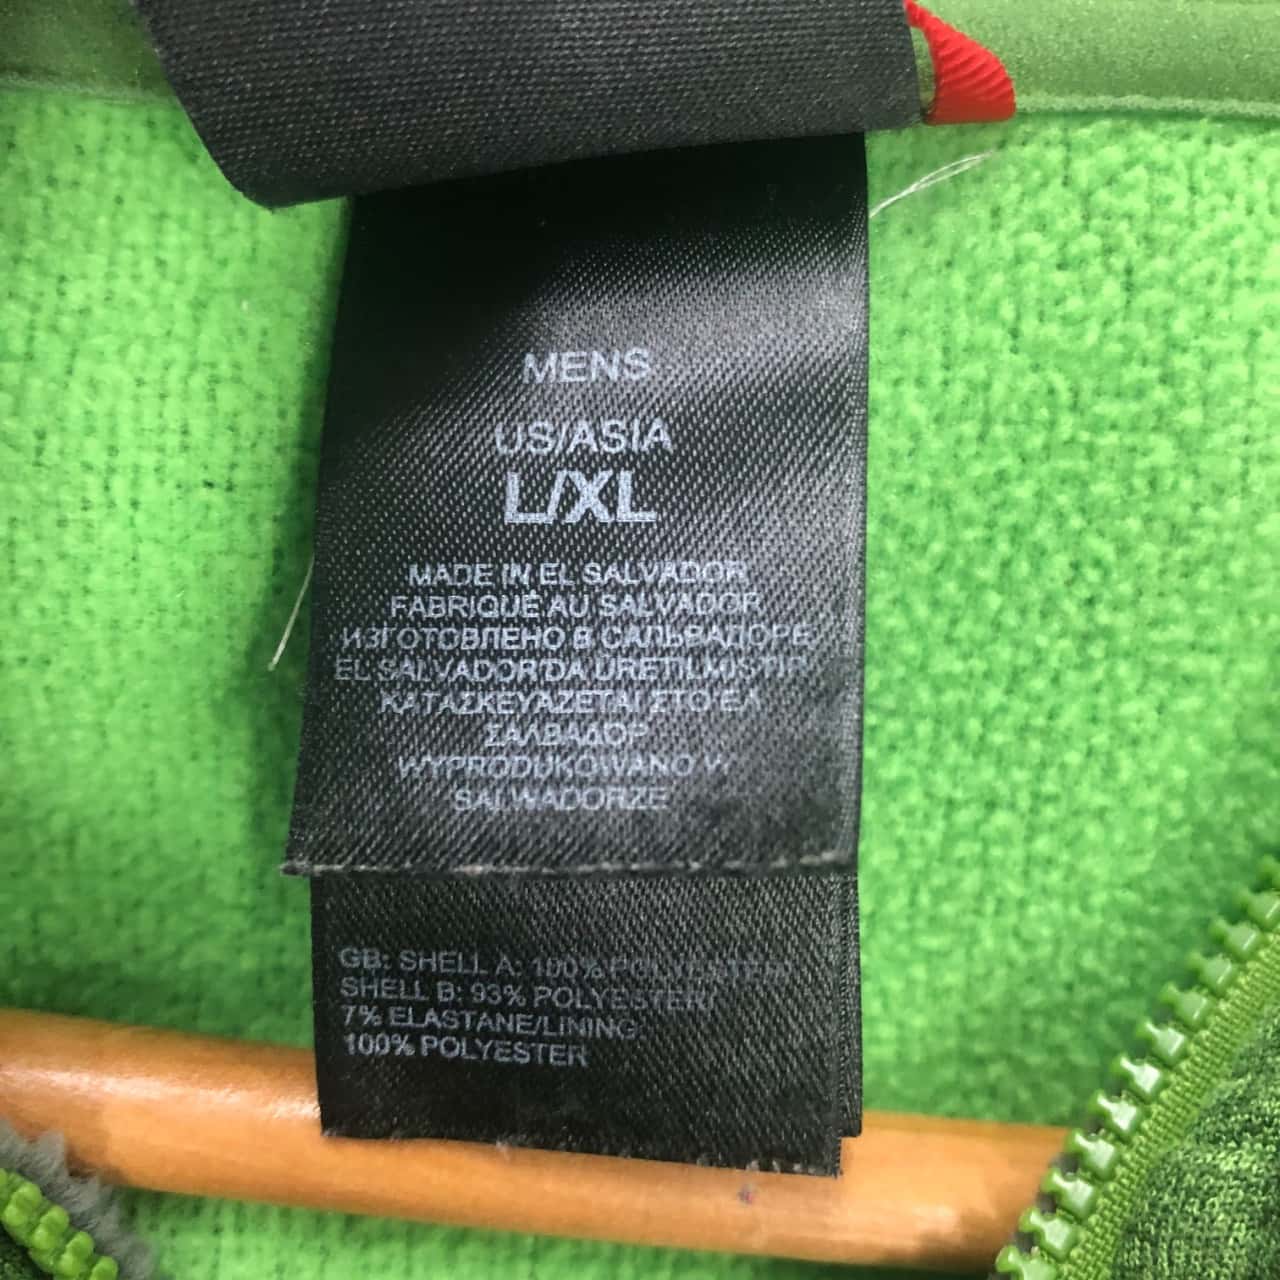 MENS
US/ASIA
L/XL
MADE IN EL SALVADOR
FABRIQUÉ AU SALVADOR
ИЗГОТОВЛЕНО В САЛЬВАДОРЕ
EL SALVADOR'DA ÜRETILMISTIR
ΚΑΤΑΣΚΕΥΑΖΕΤΑΙ ΣΤΟ ΕΛ
ΣΑΛΒΑΔΟΡ
WYPRODUKOWANO W
SALWADORZE
GB: SHELL A: 100% POLYESTER/
SHELL B: 93% POLYESTER/
7% ELASTANE/LINING:
100% POLYESTER